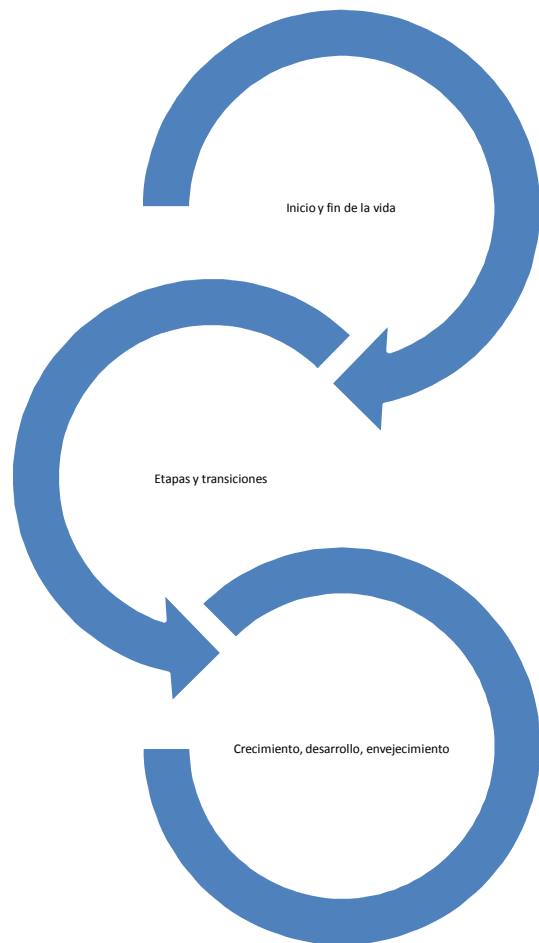 Inicio y fin de la vida
Etapas y transiciones
Crecimiento, desarrollo, envejecimiento